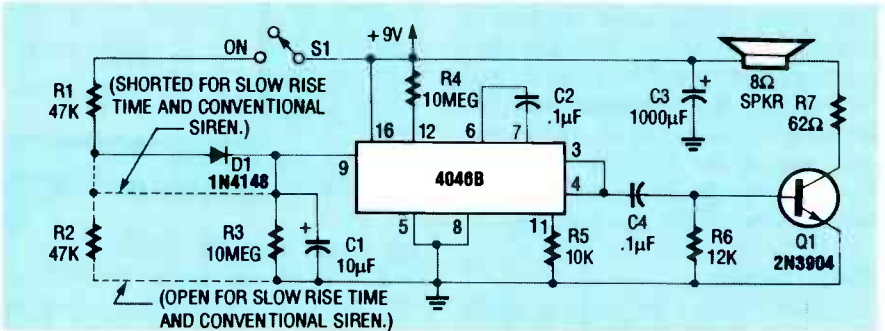 ON
S1
+9V
R1
47K
(SHORTED FOR SLOW RISE
TIME AND CONVENTIONAL
SIREN.)
R4
10MEG
C2
.1µF
C3
1000µF
8Ω
SPKR
R7
62Ω
16
12
6
7
D1
1N4148
9
4046B
3
4
R2
47K
R3
10MEG
C1
10µF
5
8
11
R5
10K
C4
.1µF
R6
12K
Q1
2N3904
(OPEN FOR SLOW RISE TIME
AND CONVENTIONAL SIREN.)